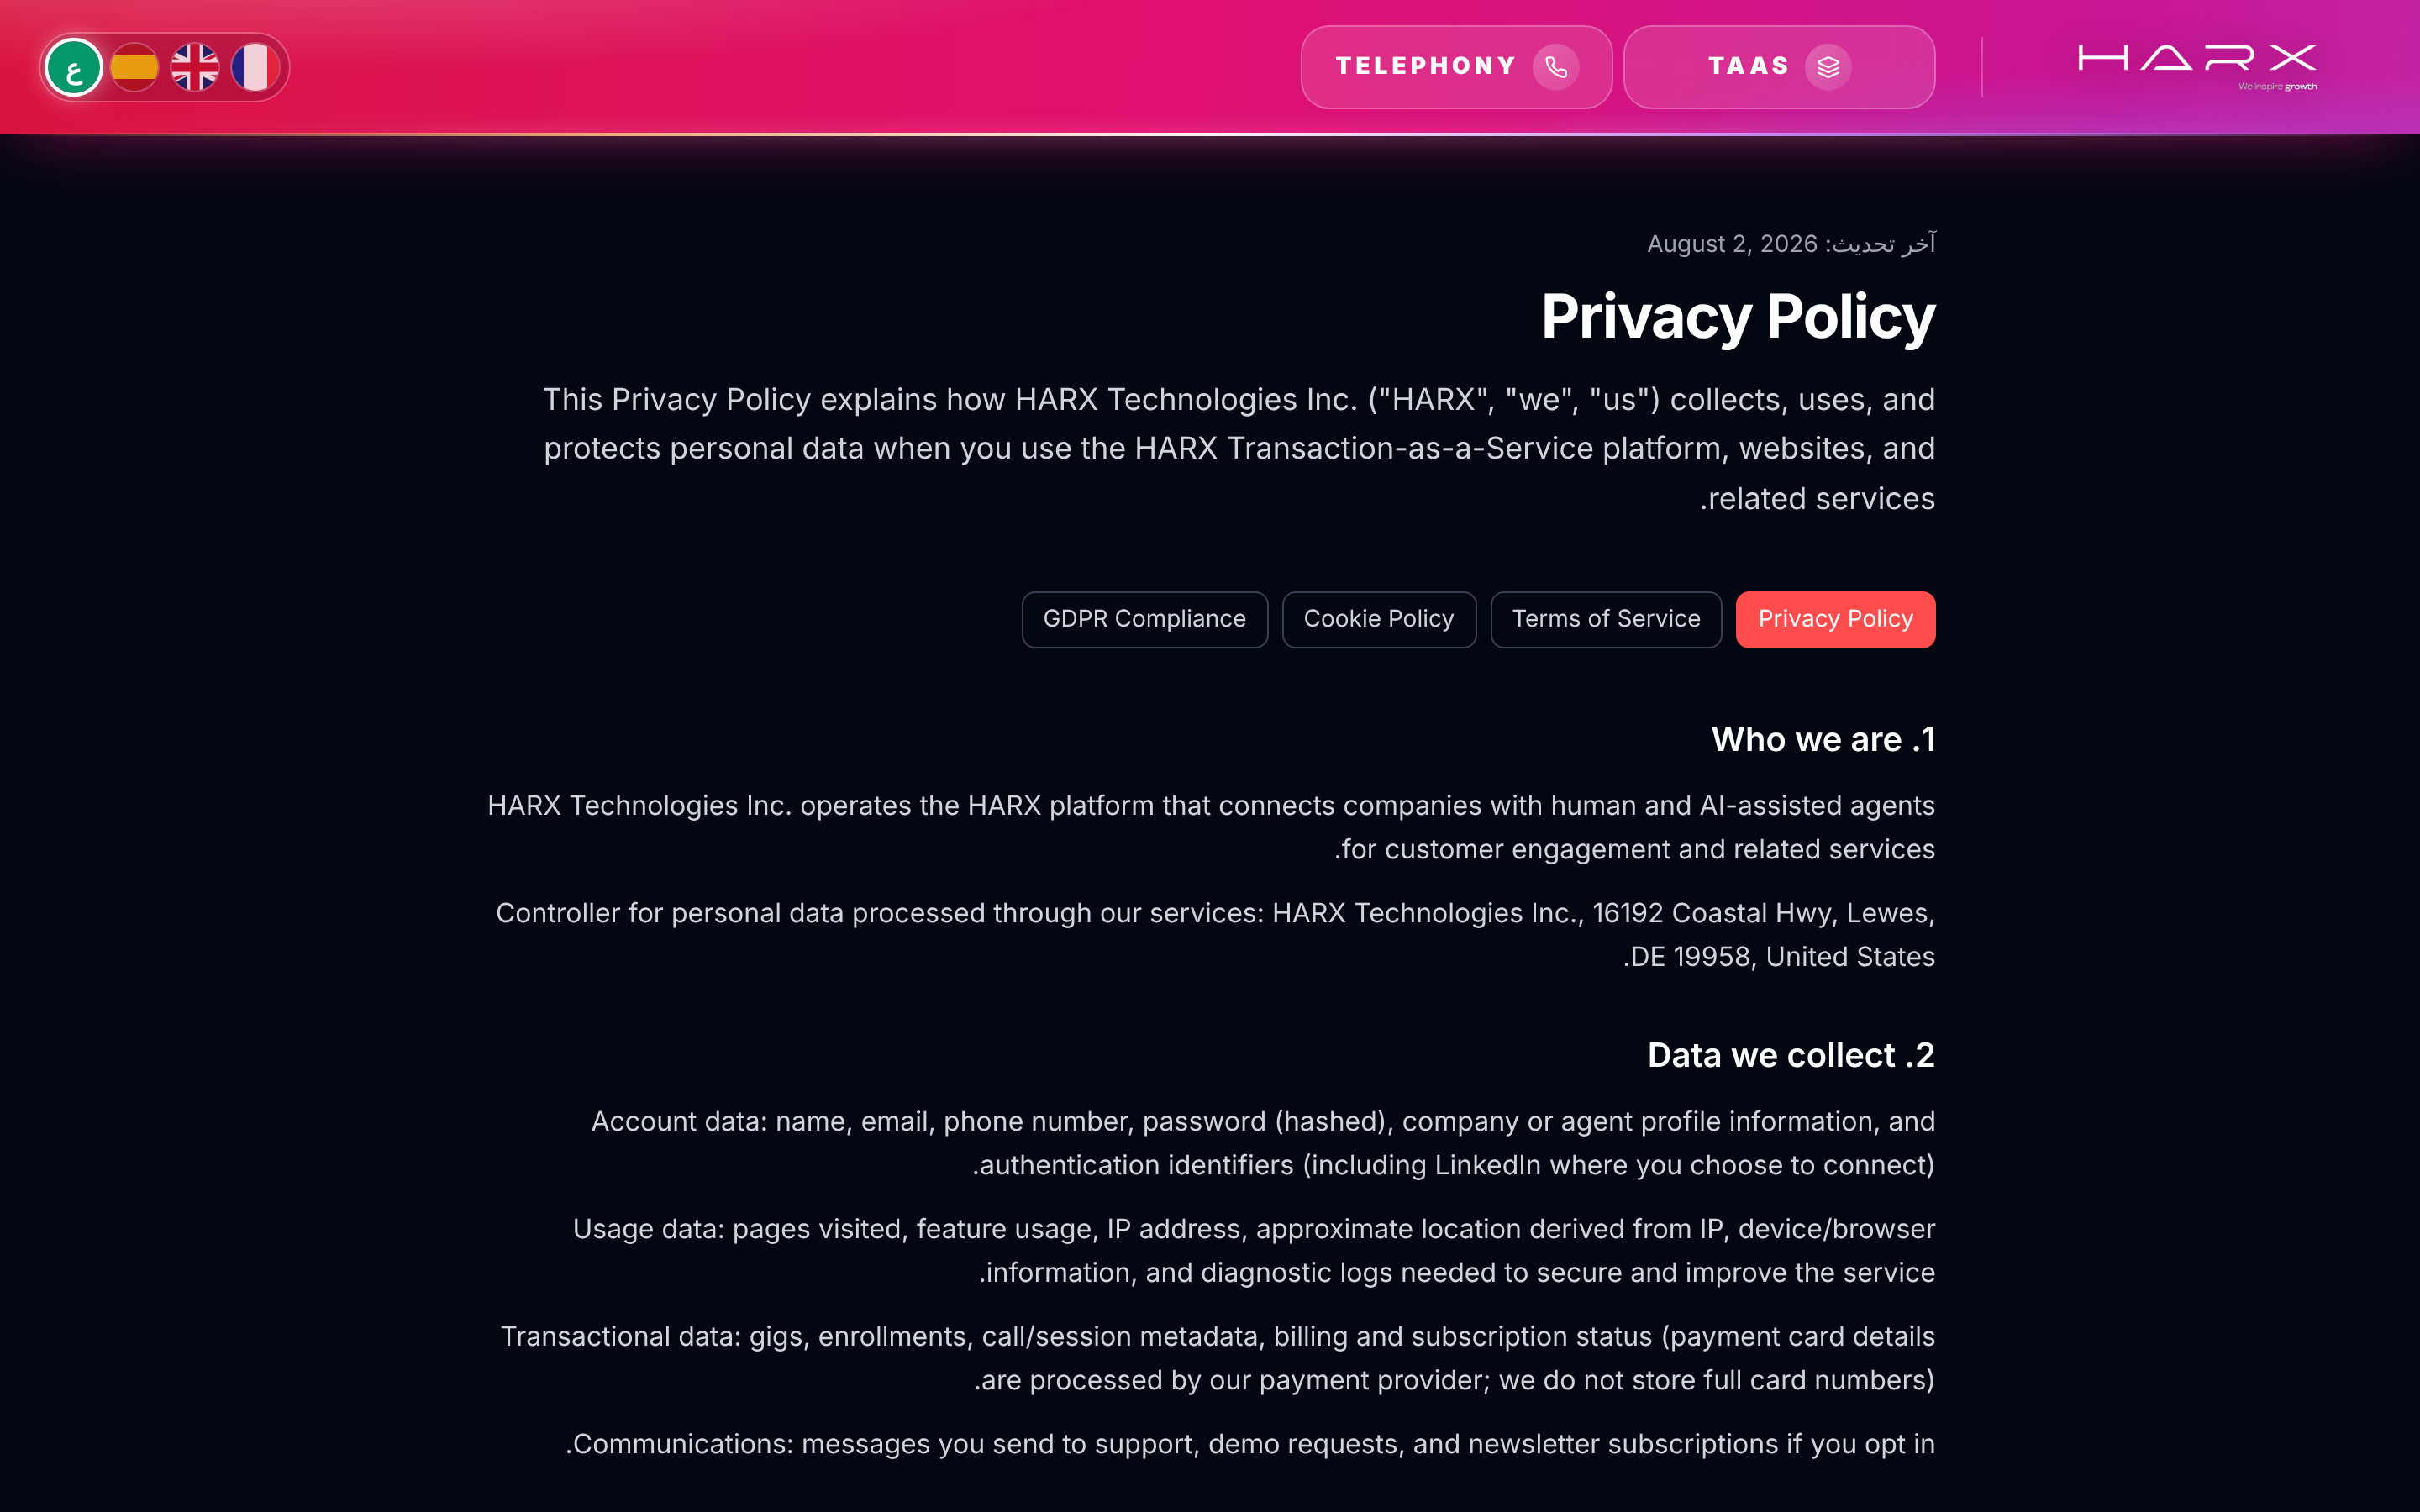 HARX
We inspire growth
TAAS
TELEPHONY
ع
آخر تحديث: August 2, 2026
Privacy Policy
This Privacy Policy explains how HARX Technologies Inc. ("HARX", "we", "us") collects, uses, and
protects personal data when you use the HARX Transaction-as-a-Service platform, websites, and
.related services
Privacy Policy
Terms of Service
Cookie Policy
GDPR Compliance
Who we are .1
HARX Technologies Inc. operates the HARX platform that connects companies with human and AI-assisted agents
.for customer engagement and related services
Controller for personal data processed through our services: HARX Technologies Inc., 16192 Coastal Hwy, Lewes,
.DE 19958, United States
Data we collect .2
Account data: name, email, phone number, password (hashed), company or agent profile information, and
.authentication identifiers (including LinkedIn where you choose to connect)
Usage data: pages visited, feature usage, IP address, approximate location derived from IP, device/browser
.information, and diagnostic logs needed to secure and improve the service
Transactional data: gigs, enrollments, call/session metadata, billing and subscription status (payment card details
.are processed by our payment provider; we do not store full card numbers)
.Communications: messages you send to support, demo requests, and newsletter subscriptions if you opt in